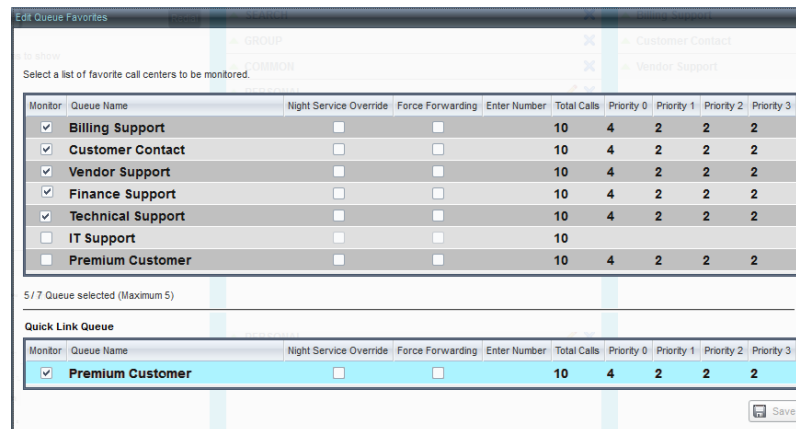 Edit Queue Favorites
SEARCH
Billing Support
GROUP
Customer Contact
s to show
COMMON
Vendor Support
Select a list of favorite call centers to be monitored.
PERSONAL
Monitor Queue Name Night Service Override Force Forwarding Enter Number Total Calls Priority 0 Priority 1 Priority 2 Priority 3
Billing Support 10 4 2 2 2
Customer Contact 10 4 2 2 2
Vendor Support 10 4 2 2 2
Finance Support 10 4 2 2 2
Technical Support 10 4 2 2 2
IT Support 10
Premium Customer 10 4 2 2 2
5 / 7 Queue selected (Maximum 5)
Quick Link Queue
PERSONAL
Monitor Queue Name Night Service Override Force Forwarding Enter Number Total Calls Priority 0 Priority 1 Priority 2 Priority 3
Premium Customer 10 4 2 2 2
Save